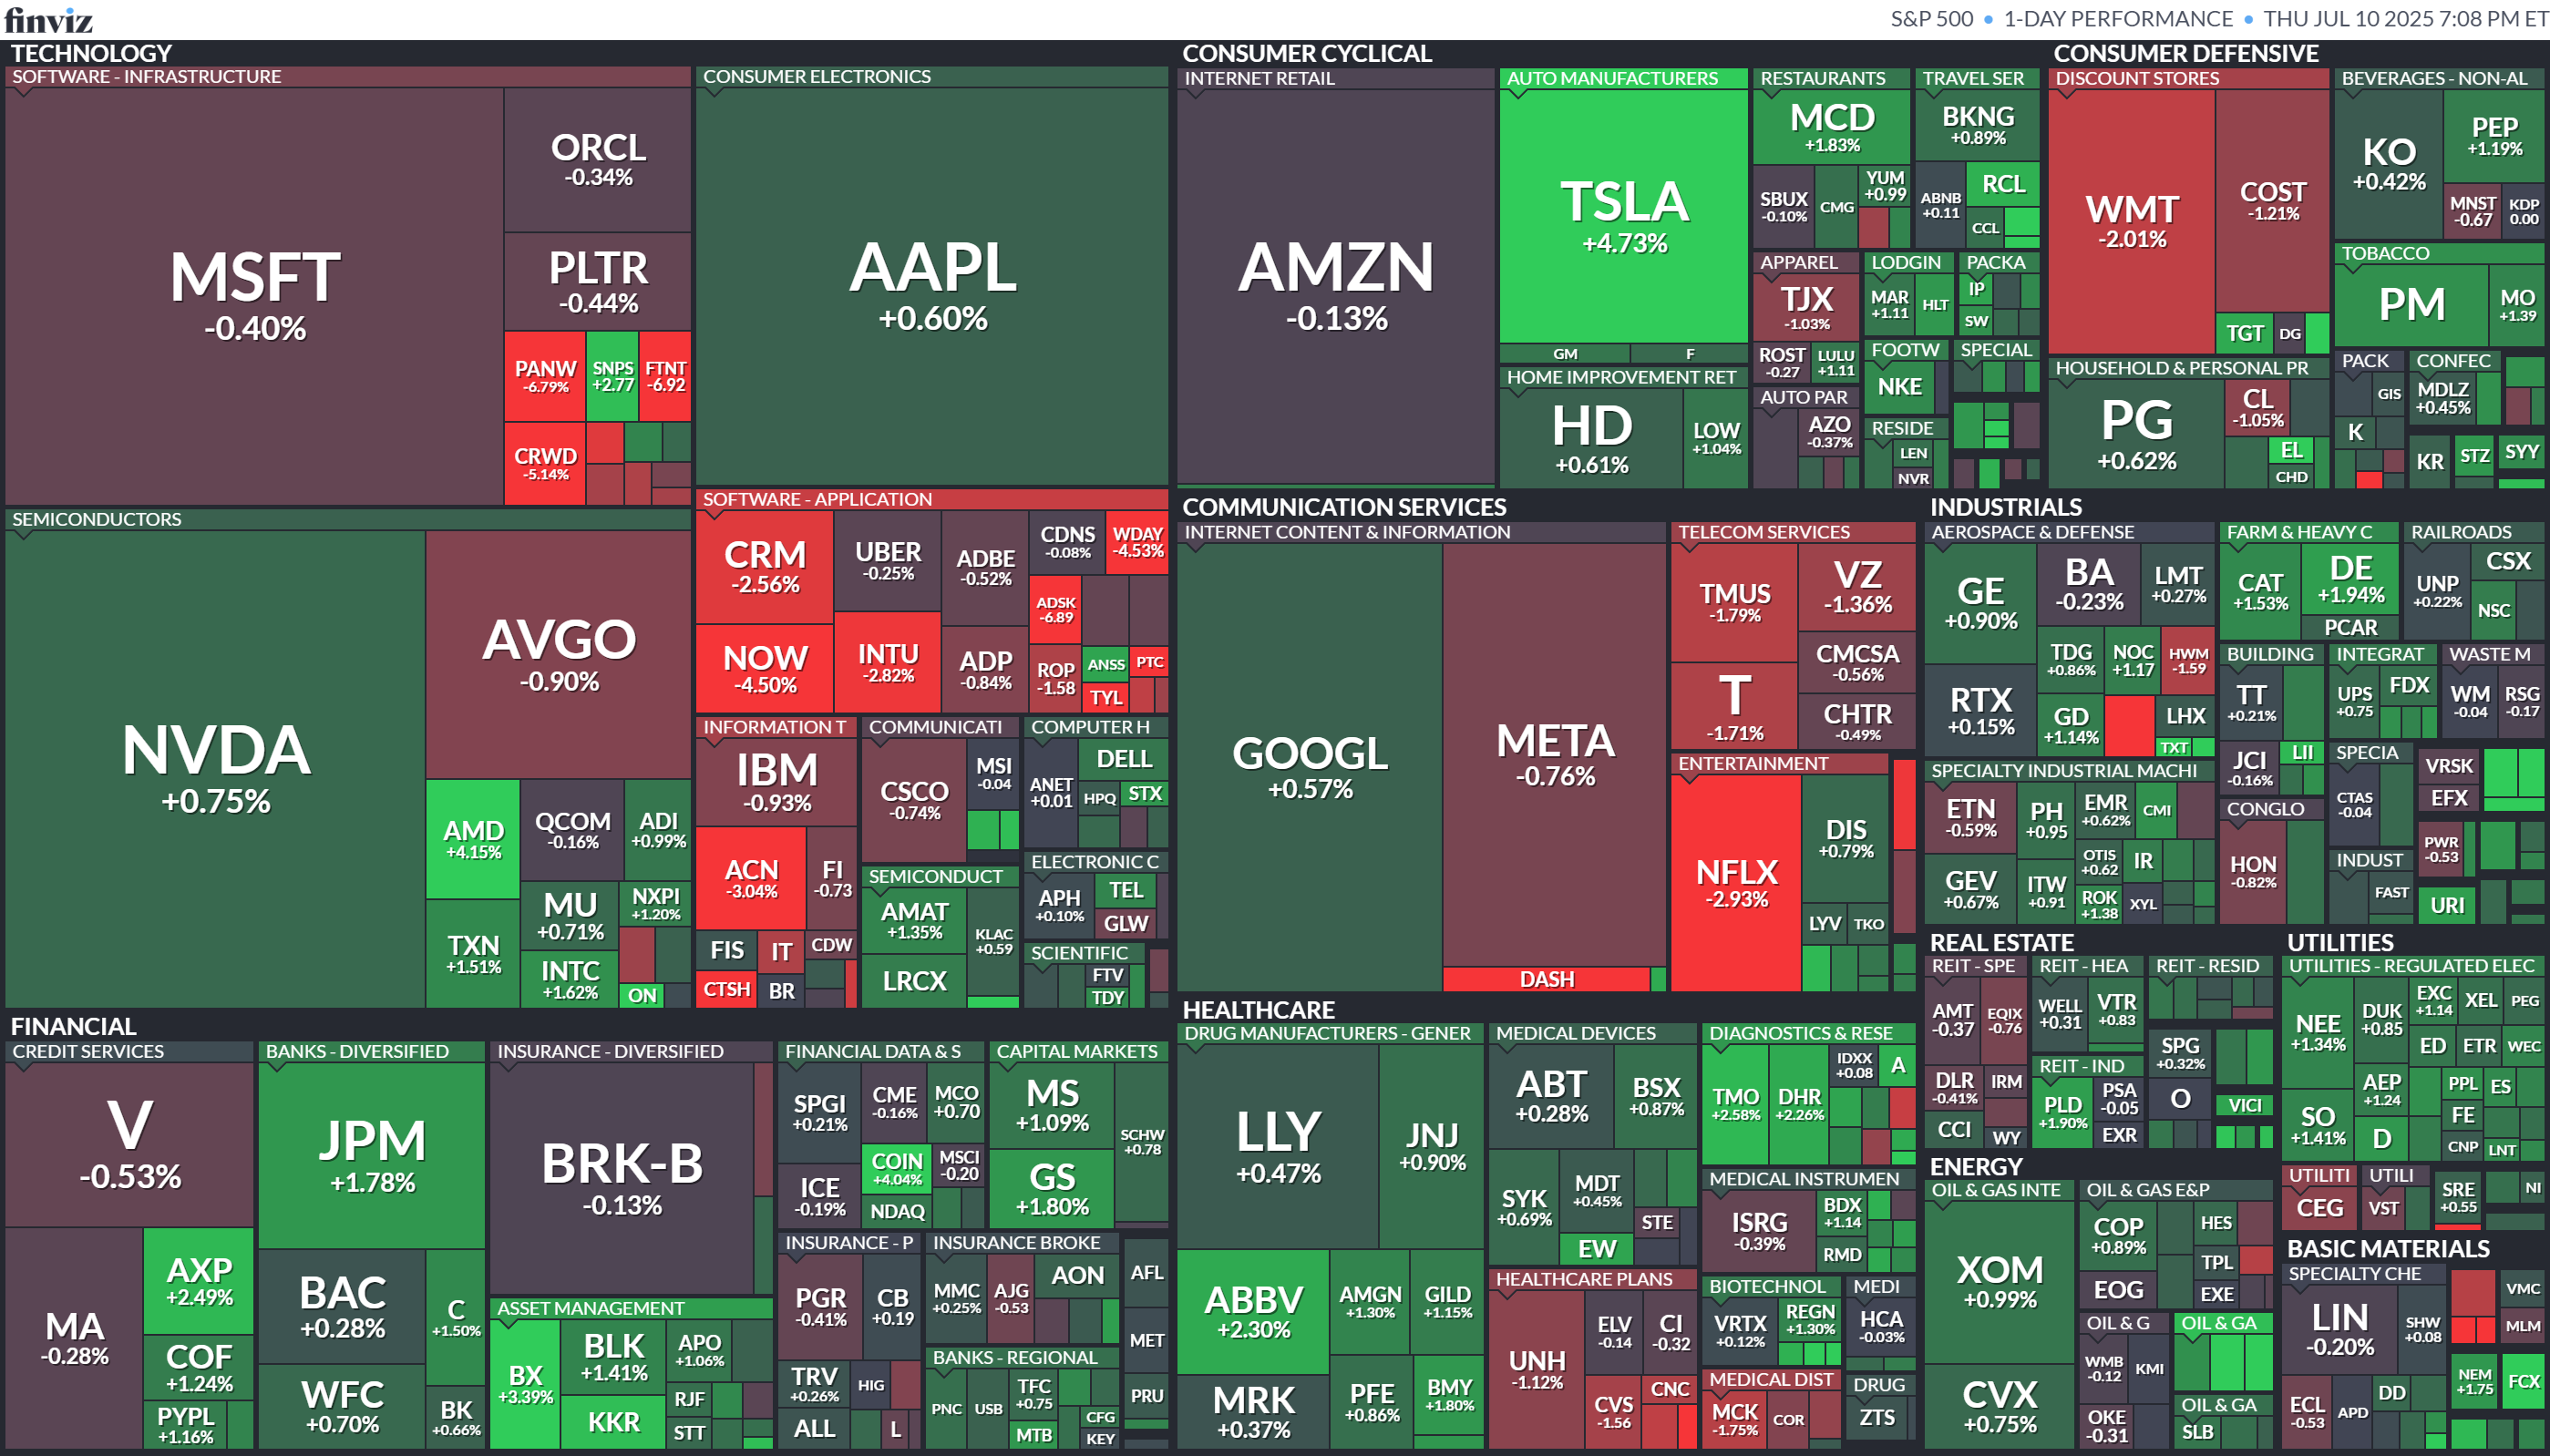 finviz
S&P 500 • 1-DAY PERFORMANCE • THU JUL 10 2025 7:08 PM ET
TECHNOLOGY
SOFTWARE - INFRASTRUCTURE
MSFT
-0.40%
ORCL
-0.34%
PLTR
-0.44%
PANW
-6.79%
SNPS
+2.77
FTNT
-6.92
CRWD
-5.14%
CONSUMER ELECTRONICS
AAPL
+0.60%
SEMICONDUCTORS
NVDA
+0.75%
AVGO
-0.90%
AMD
+4.15%
QCOM
-0.16%
ADI
+0.99%
TXN
+1.51%
MU
+0.71%
NXPI
+1.20%
INTC
+1.62%
ON
SOFTWARE - APPLICATION
CRM
-2.56%
UBER
-0.25%
ADBE
-0.52%
CDNS
-0.08%
WDAY
-4.53%
NOW
-4.50%
INTU
-2.82%
ADP
-0.84%
ADSK
-6.89
ROP
-1.58
ANSS
PTC
TYL
INFORMATION T
IBM
-0.93%
ACN
-3.04%
FI
-0.73
FIS
IT
CDW
CTSH
BR
COMMUNICATI
CSCO
-0.74%
MSI
-0.04
COMPUTER H
ANET
+0.01
DELL
HPQ
STX
SEMICONDUCT
AMAT
+1.35%
KLAC
+0.59
LRCX
ELECTRONIC C
APH
+0.10%
TEL
GLW
SCIENTIFIC
FTV
TDY
FINANCIAL
CREDIT SERVICES
V
-0.53%
MA
-0.28%
AXP
+2.49%
COF
+1.24%
PYPL
+1.16%
BANKS - DIVERSIFIED
JPM
+1.78%
BAC
+0.28%
C
+1.50%
WFC
+0.70%
BK
+0.66%
INSURANCE - DIVERSIFIED
BRK-B
-0.13%
ASSET MANAGEMENT
BX
+3.39%
BLK
+1.41%
APO
+1.06%
KKR
RJF
STT
FINANCIAL DATA & S
SPGI
+0.21%
CME
-0.16%
MCO
+0.70
ICE
-0.19%
COIN
+4.04%
MSCI
-0.20
NDAQ
CAPITAL MARKETS
MS
+1.09%
GS
+1.80%
SCHW
+0.78
INSURANCE - P
PGR
-0.41%
CB
+0.19
TRV
+0.26%
HIG
ALL
L
INSURANCE BROKE
MMC
+0.25%
AJG
-0.53
AON
BANKS - REGIONAL
PNC
USB
TFC
+0.75
MTB
CFG
KEY
AFL
MET
PRU
CONSUMER CYCLICAL
INTERNET RETAIL
AMZN
-0.13%
AUTO MANUFACTURERS
TSLA
+4.73%
GM
F
HOME IMPROVEMENT RET
HD
+0.61%
LOW
+1.04%
RESTAURANTS
MCD
+1.83%
SBUX
-0.10%
CMG
YUM
+0.99
TRAVEL SER
BKNG
+0.89%
ABNB
+0.11
RCL
CCL
APPAREL
TJX
-1.03%
ROST
-0.27
LULU
+1.11
LODGIN
MAR
+1.11
HLT
PACKA
IP
SW
AUTO PAR
AZO
-0.37%
FOOTW
NKE
SPECIAL
RESIDE
LEN
NVR
CONSUMER DEFENSIVE
DISCOUNT STORES
WMT
-2.01%
COST
-1.21%
TGT
DG
BEVERAGES - NON-AL
KO
+0.42%
PEP
+1.19%
MNST
-0.67
KDP
0.00
TOBACCO
PM
MO
+1.39
HOUSEHOLD & PERSONAL PR
PG
+0.62%
CL
-1.05%
EL
CHD
PACK
GIS
K
CONFEC
MDLZ
+0.45%
KR
STZ
SYY
COMMUNICATION SERVICES
INTERNET CONTENT & INFORMATION
GOOGL
+0.57%
META
-0.76%
DASH
TELECOM SERVICES
TMUS
-1.79%
VZ
-1.36%
T
-1.71%
CMCSA
-0.56%
CHTR
-0.49%
ENTERTAINMENT
NFLX
-2.93%
DIS
+0.79%
LYV
TKO
INDUSTRIALS
AEROSPACE & DEFENSE
GE
+0.90%
BA
-0.23%
LMT
+0.27%
RTX
+0.15%
TDG
+0.86%
NOC
+1.17
HWM
-1.59
GD
+1.14%
LHX
TXT
FARM & HEAVY C
CAT
+1.53%
DE
+1.94%
PCAR
RAILROADS
UNP
+0.22%
CSX
NSC
BUILDING
TT
+0.21%
JCI
-0.16%
LII
INTEGRAT
UPS
+0.75
FDX
WASTE M
WM
-0.04
RSG
-0.17
SPECIALTY INDUSTRIAL MACHI
ETN
-0.59%
PH
+0.95
EMR
+0.62%
CMI
GEV
+0.67%
ITW
+0.91
OTIS
+0.62
IR
ROK
+1.38
XYL
CONGLO
HON
-0.82%
SPECIA
CTAS
-0.04
INDUST
FAST
VRSK
EFX
PWR
-0.53
URI
HEALTHCARE
DRUG MANUFACTURERS - GENER
LLY
+0.47%
JNJ
+0.90%
ABBV
+2.30%
AMGN
+1.30%
GILD
+1.15%
MRK
+0.37%
PFE
+0.86%
BMY
+1.80%
MEDICAL DEVICES
ABT
+0.28%
BSX
+0.87%
SYK
+0.69%
MDT
+0.45%
STE
EW
HEALTHCARE PLANS
UNH
-1.12%
ELV
-0.14
CI
-0.32
CVS
-1.56
CNC
DIAGNOSTICS & RESE
TMO
+2.58%
DHR
+2.26%
IDXX
+0.08
A
MEDICAL INSTRUMEN
ISRG
-0.39%
BDX
+1.14
RMD
BIOTECHNOL
VRTX
+0.12%
REGN
+1.30%
MEDI
HCA
-0.03%
MEDICAL DIST
MCK
-1.75%
COR
DRUG
ZTS
REAL ESTATE
REIT - SPE
AMT
-0.37
EQIX
-0.76
DLR
-0.41%
IRM
CCI
WY
REIT - HEA
WELL
+0.31
VTR
+0.83
REIT - RESID
REIT - IND
PLD
+1.90%
PSA
-0.05
EXR
SPG
+0.32%
O
VICI
UTILITIES
UTILITIES - REGULATED ELEC
NEE
+1.34%
DUK
+0.85
EXC
+1.14
XEL
PEG
ED
ETR
WEC
SO
+1.41%
AEP
+1.24
PPL
ES
D
FE
CNP
LNT
UTILITI
CEG
UTILI
VST
SRE
+0.55
NI
ENERGY
OIL & GAS INTE
XOM
+0.99%
CVX
+0.75%
OIL & GAS E&P
COP
+0.89%
HES
EOG
TPL
EXE
OIL & G
WMB
-0.12
KMI
OKE
-0.31
OIL & GA
OIL & GA
SLB
BASIC MATERIALS
SPECIALTY CHE
LIN
-0.20%
SHW
+0.08
ECL
-0.53
APD
DD
VMC
MLM
NEM
+1.75
FCX